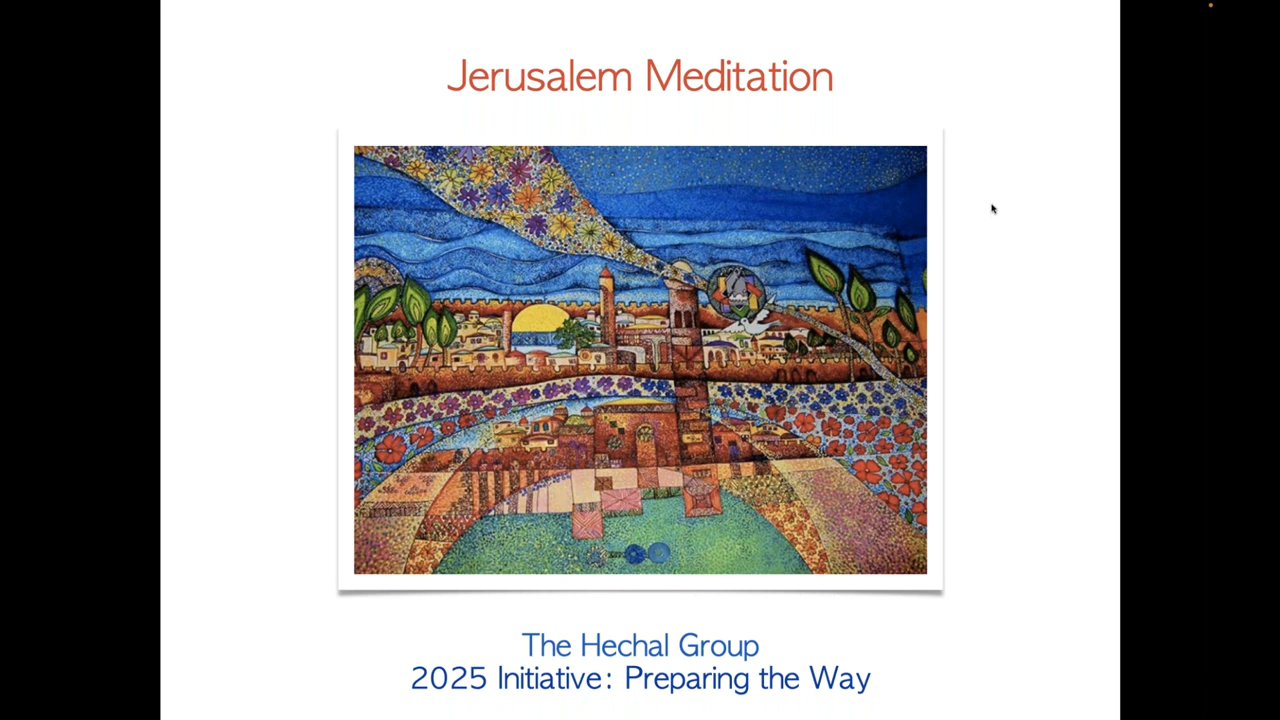 Jerusalem Meditation
The Hechal Group
2025 Initiative: Preparing the Way